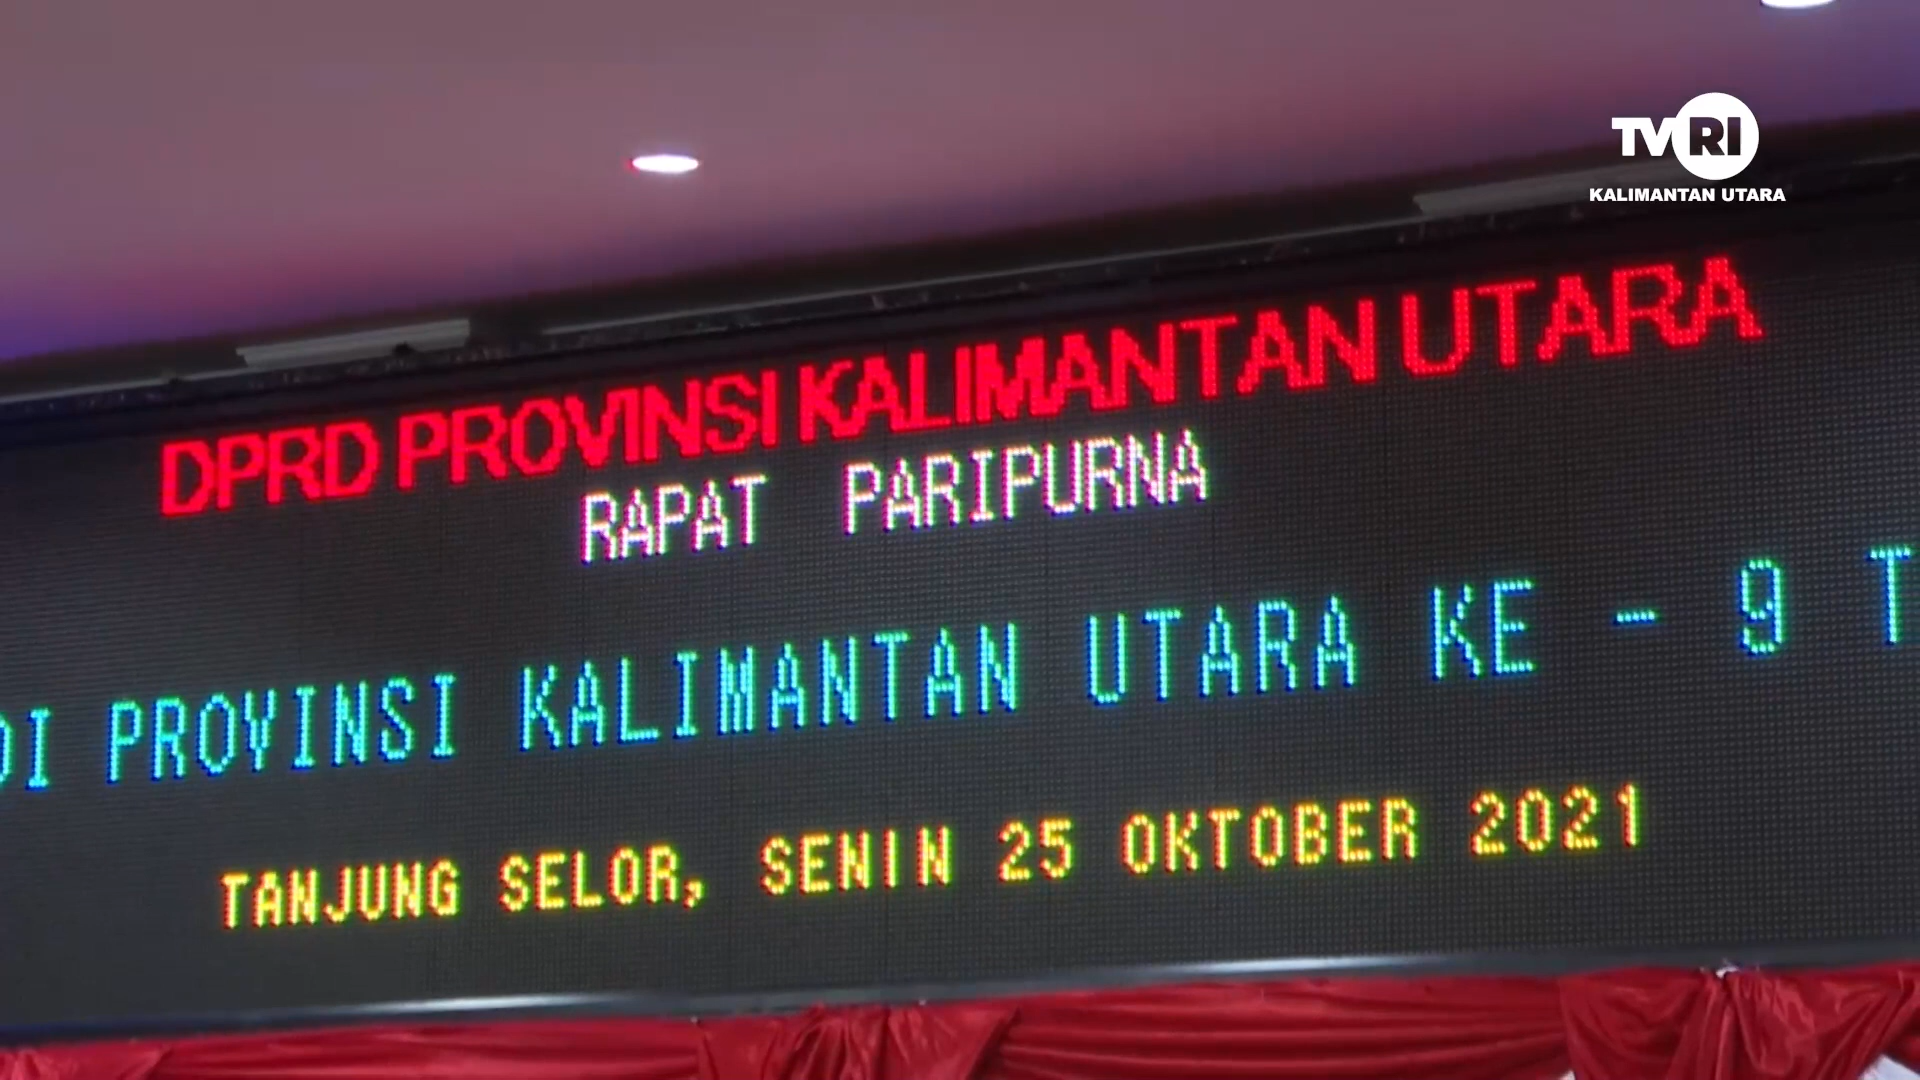 TVRI
KALIMANTAN UTARA
DPRD PROVINSI KALIMANTAN UTARA
RAPAT PARIPURNA
PROVINSI KALIMANTAN UTARA KE - 9
TANJUNG SELOR, SENIN 25 OKTOBER 2021